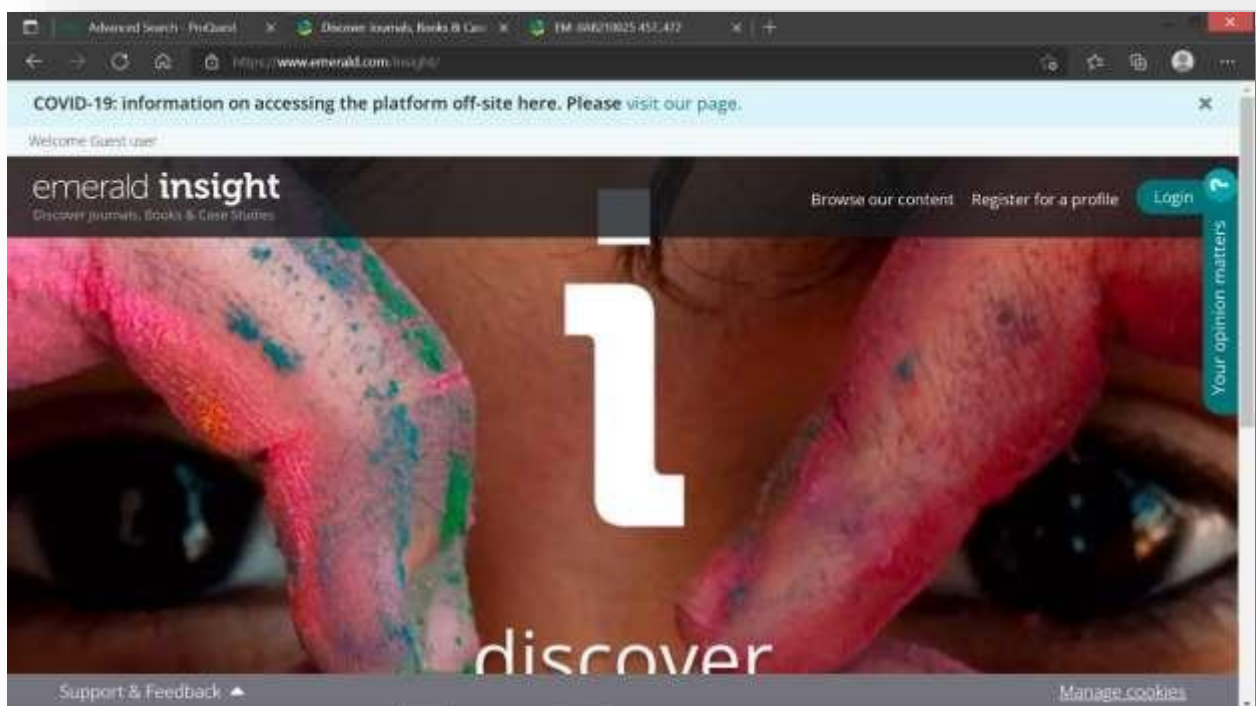 Advanced Search - ProQuest
Discover Journals, Books & Case
https://www.emerald.com/insight/
COVID-19: information on accessing the platform off-site here. Please visit our page.
Welcome Guest user
emerald insight
Discover Journals, Books & Case Studies
Browse our content Register for a profile Login
Your opinion matters
i
discover
Support & Feedback
Manage cookies